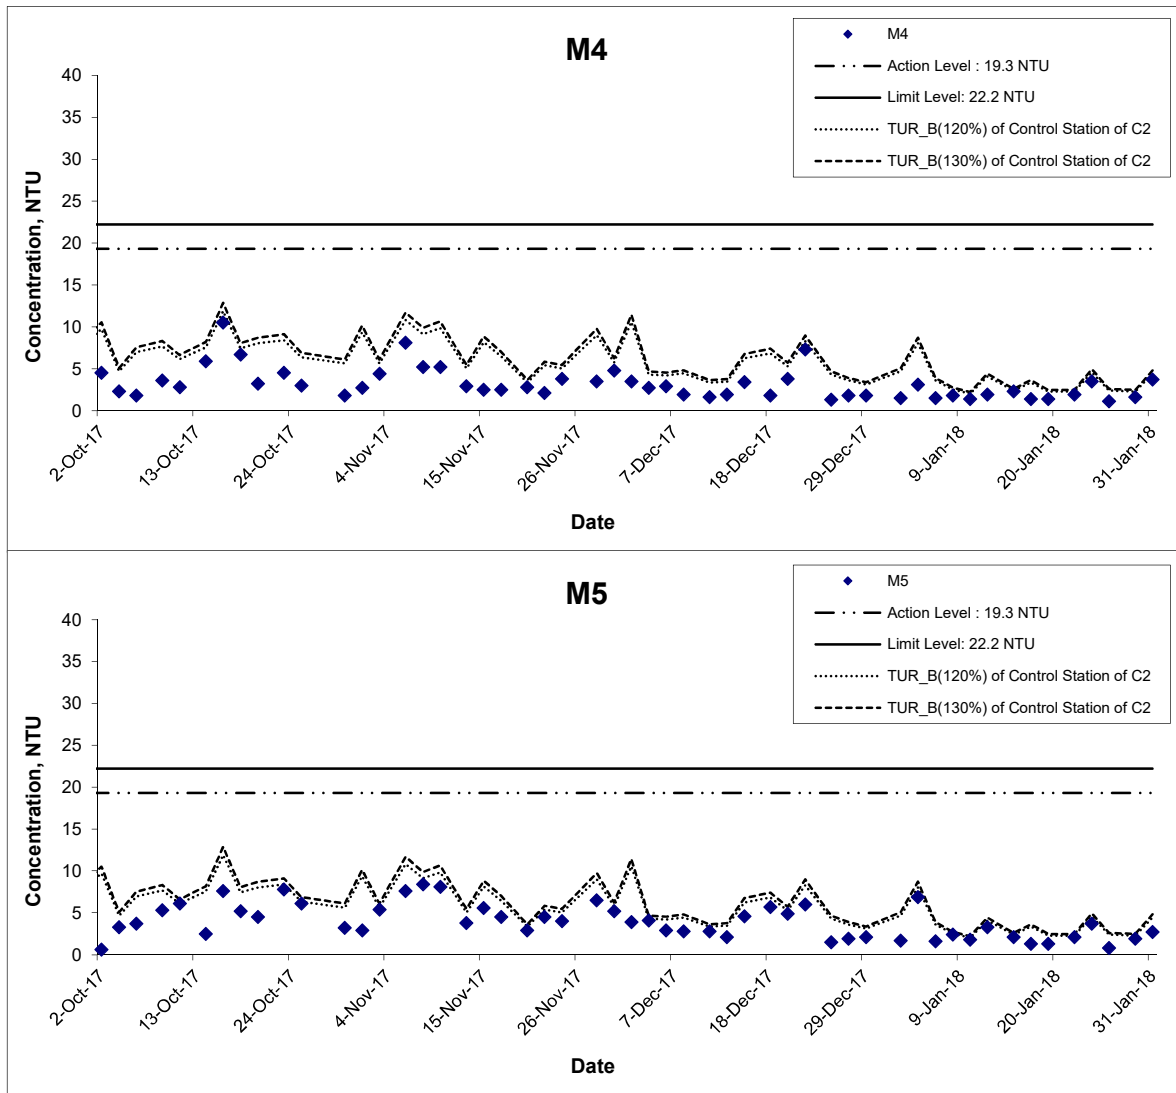 M4
M4
Action Level : 19.3 NTU
Limit Level: 22.2 NTU
TUR_B(120%) of Control Station of C2
TUR_B(130%) of Control Station of C2
Concentration, NTU
40
35
30
25
20
15
10
5
0
2-Oct-17
13-Oct-17
24-Oct-17
4-Nov-17
15-Nov-17
26-Nov-17
7-Dec-17
18-Dec-17
29-Dec-17
9-Jan-18
20-Jan-18
31-Jan-18
Date
M5
M5
Action Level : 19.3 NTU
Limit Level: 22.2 NTU
TUR_B(120%) of Control Station of C2
TUR_B(130%) of Control Station of C2
Concentration, NTU
40
35
30
25
20
15
10
5
0
2-Oct-17
13-Oct-17
24-Oct-17
4-Nov-17
15-Nov-17
26-Nov-17
7-Dec-17
18-Dec-17
29-Dec-17
9-Jan-18
20-Jan-18
31-Jan-18
Date